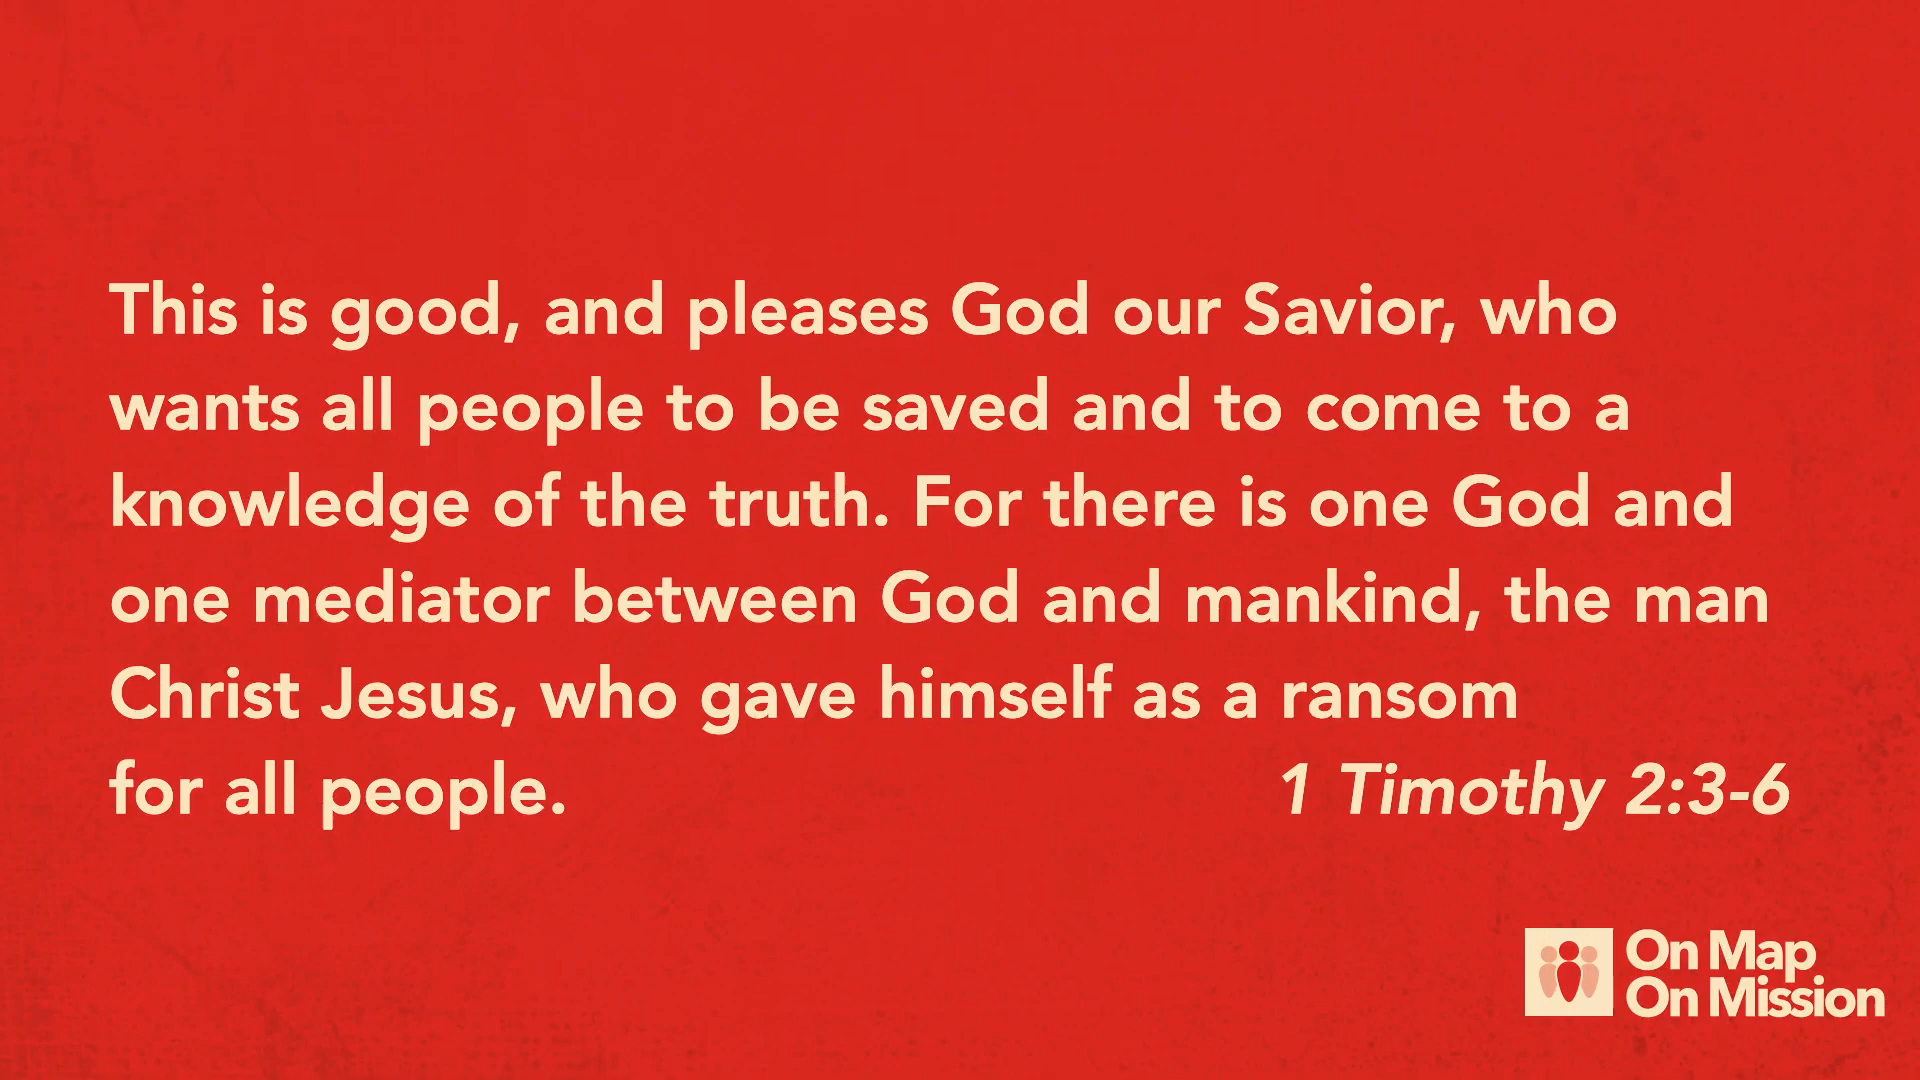 This is good, and pleases God our Savior, who
wants all people to be saved and to come to a
knowledge of the truth. For there is one God and
one mediator between God and mankind, the man
Christ Jesus, who gave himself as a ransom
for all people. 1 Timothy 2:3-6
On Map
On Mission